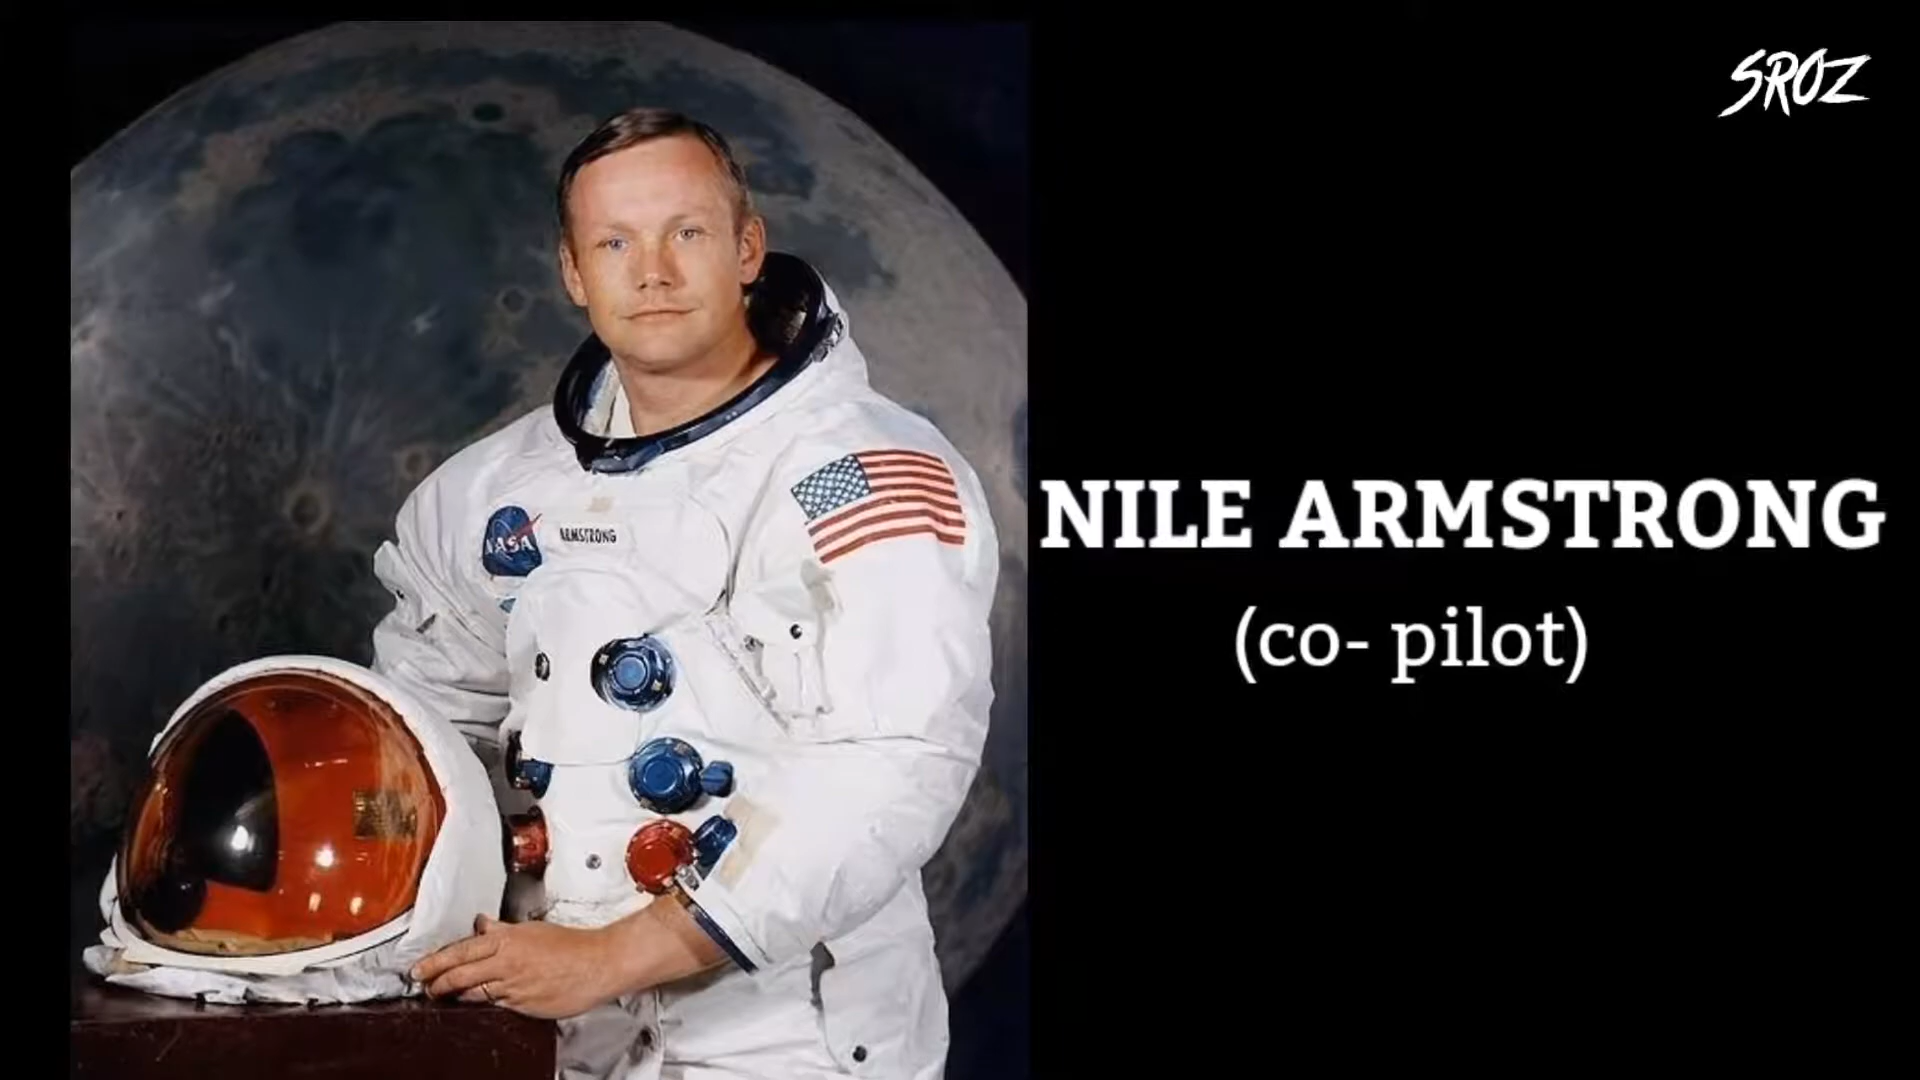 SROZ
NASA
ARMSTRONG
NILE ARMSTRONG
(co- pilot)